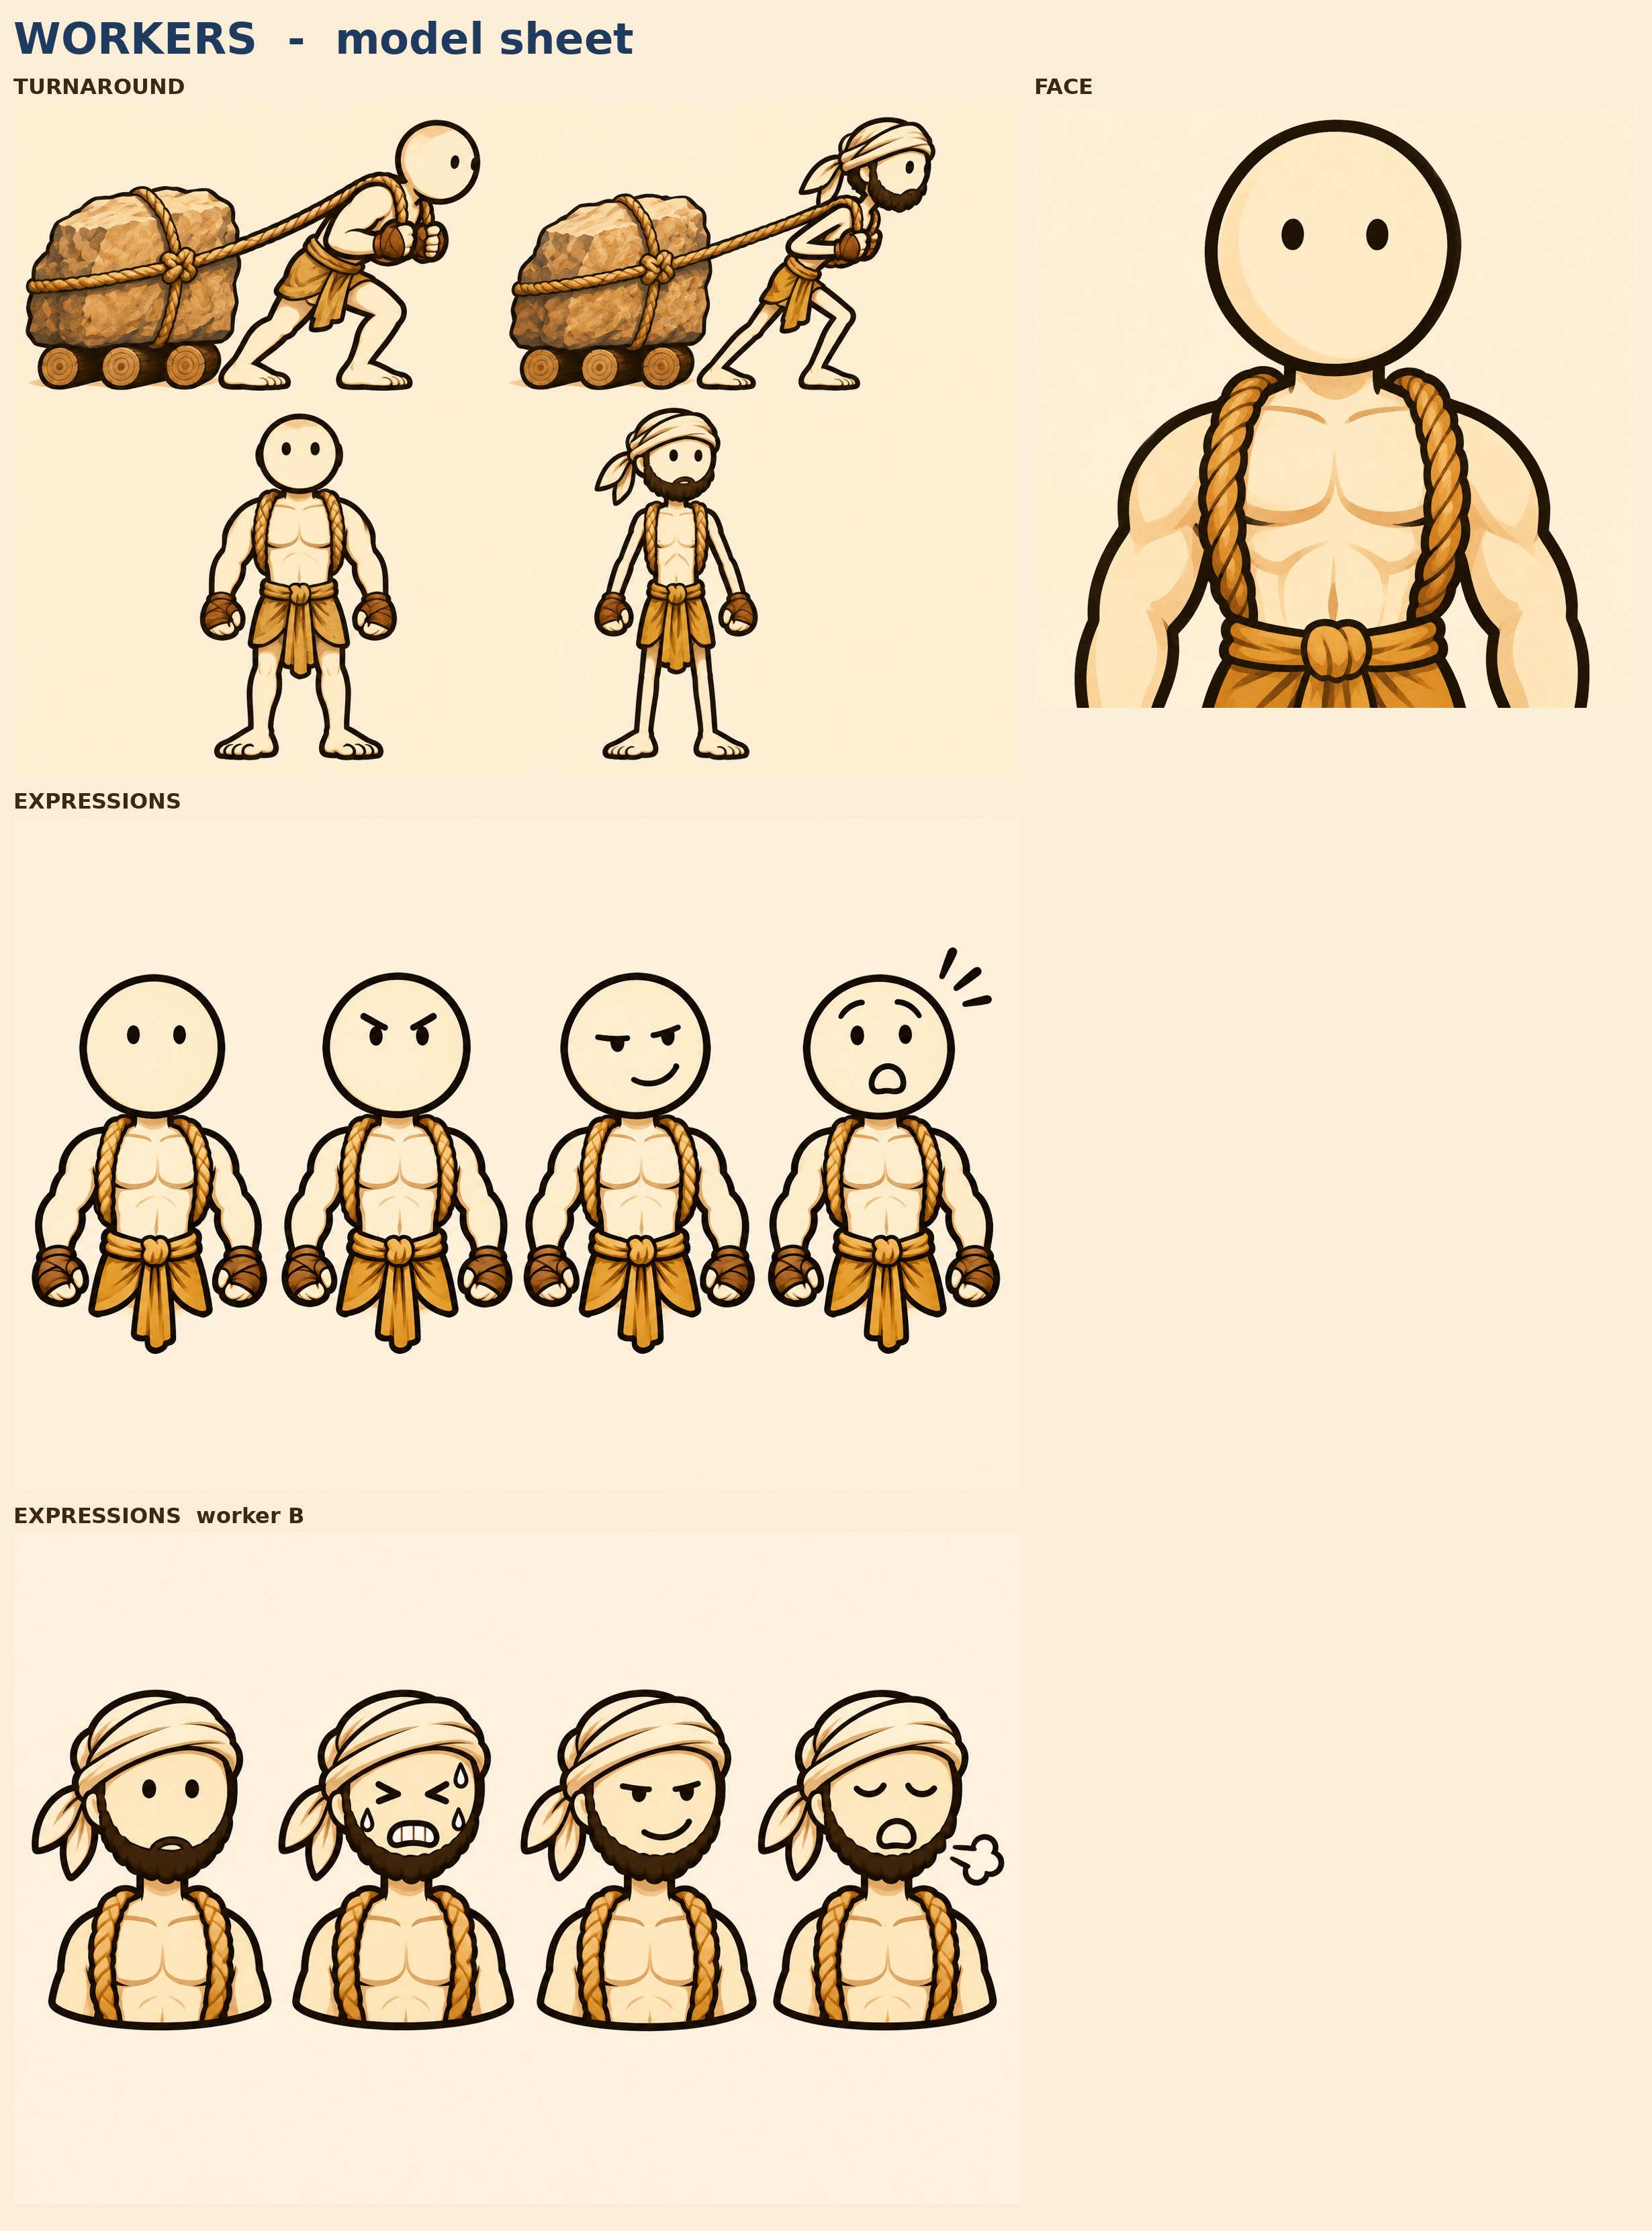 WORKERS - model sheet
TURNAROUND
FACE
EXPRESSIONS
EXPRESSIONS worker B